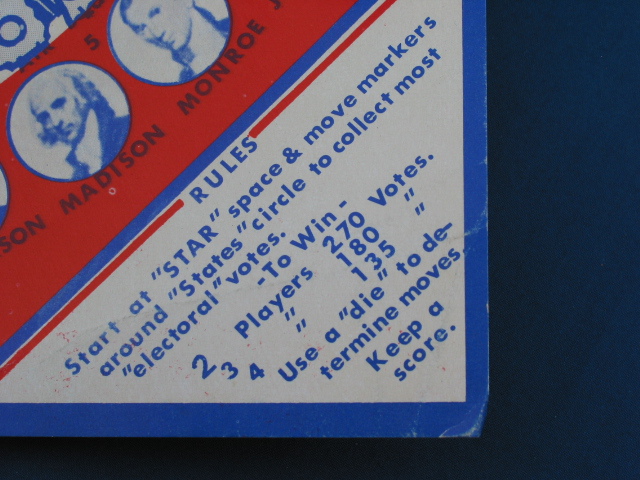 5
SON MADISON MONROE J
RULES
Start at "STAR" space & move markers
around "States" circle to collect most
"electoral" votes.
-To Win-
2 Players 270 Votes.
3 " 180 "
4 " 135 "
Use a "die" to de-
termine moves.
Keep a
score.